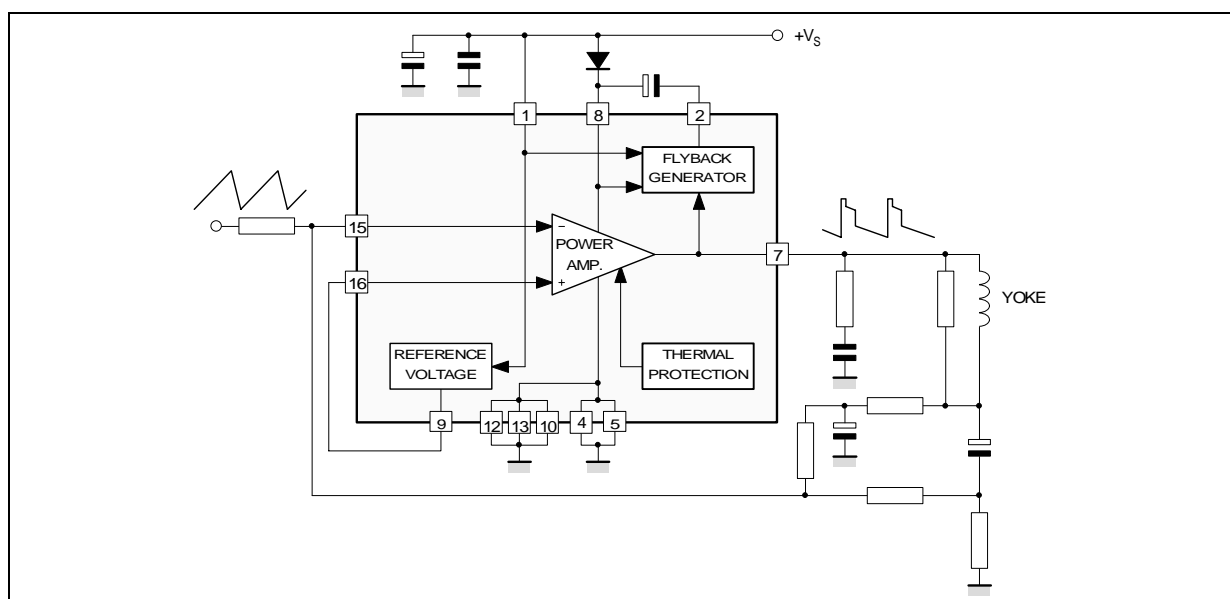 +VS
1
8
2
FLYBACK
GENERATOR
15
−
POWER
AMP.
7
16
+
YOKE
REFERENCE
VOLTAGE
THERMAL
PROTECTION
9
12
13
10
4
5